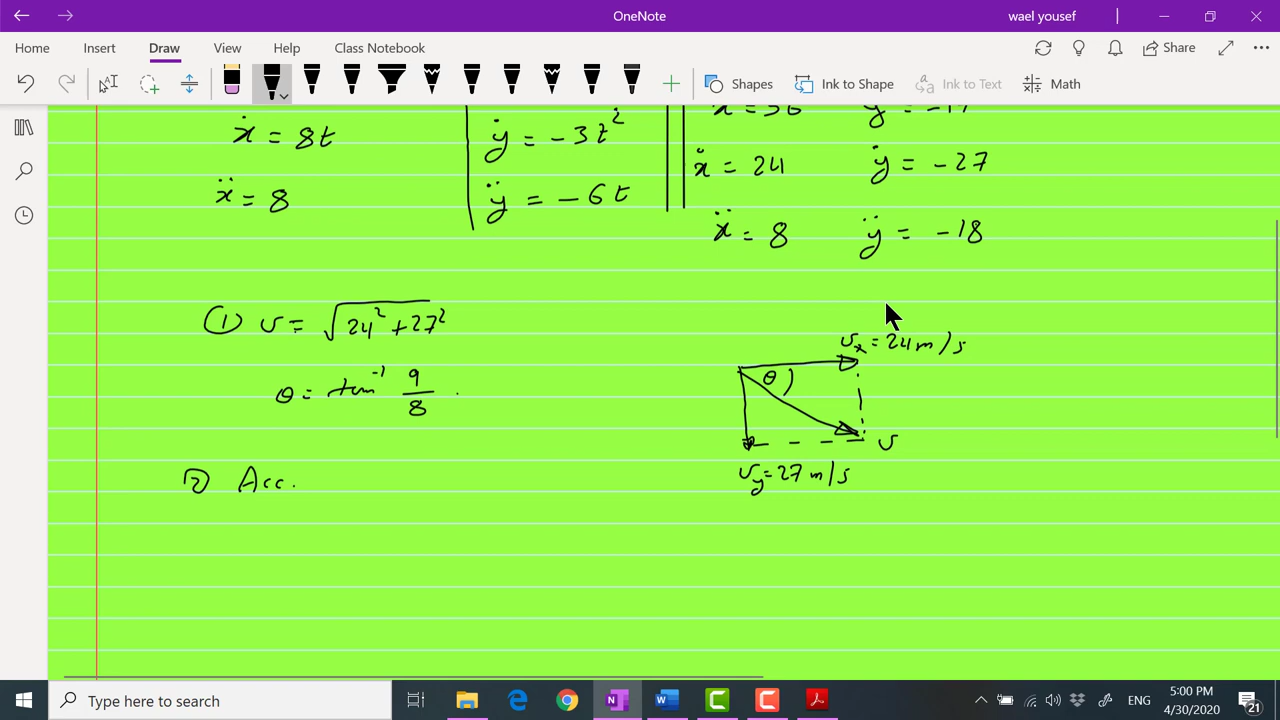 OneNote
wael yousef
Home Insert Draw View Help Class Notebook
Share
Shapes Ink to Shape Ink to Text Math
ẋ = 8t
ẏ = -3t²
ẍ = 8
ÿ = -6t
ẋ = 24 ẏ = -27
ẍ = 8 ÿ = -18
① v = √24² + 27²
θ = tan⁻¹ 9/8
vₓ = 24 m/s
θ
v
v_y = 27 m/s
② Acc.
Type here to search
ENG
5:00 PM
4/30/2020
21